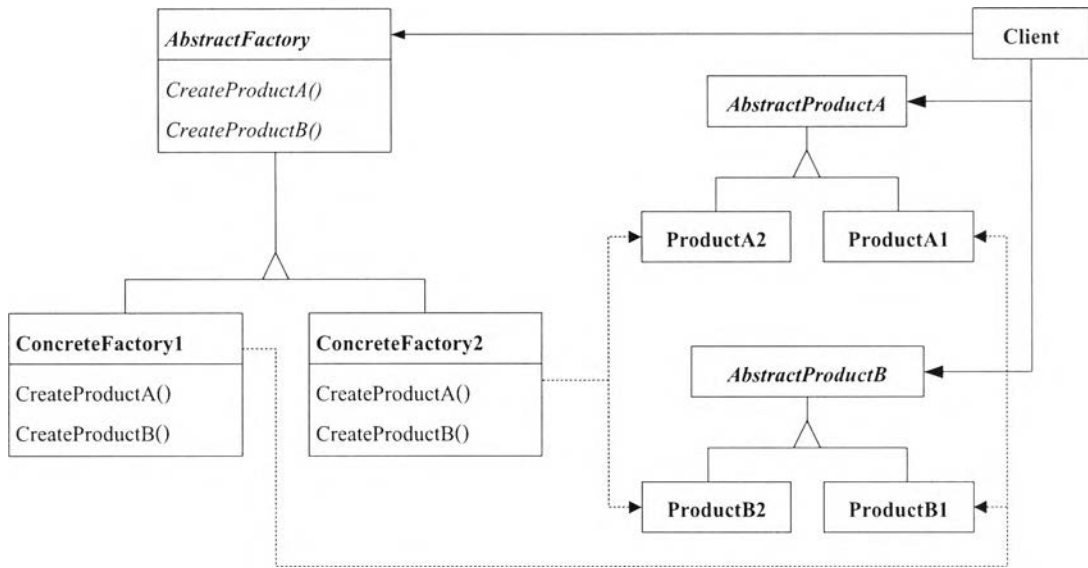 AbstractFactory
CreateProductA()
CreateProductB()
Client
AbstractProductA
ProductA2
ProductA1
ConcreteFactory1
CreateProductA()
CreateProductB()
ConcreteFactory2
CreateProductA()
CreateProductB()
AbstractProductB
ProductB2
ProductB1